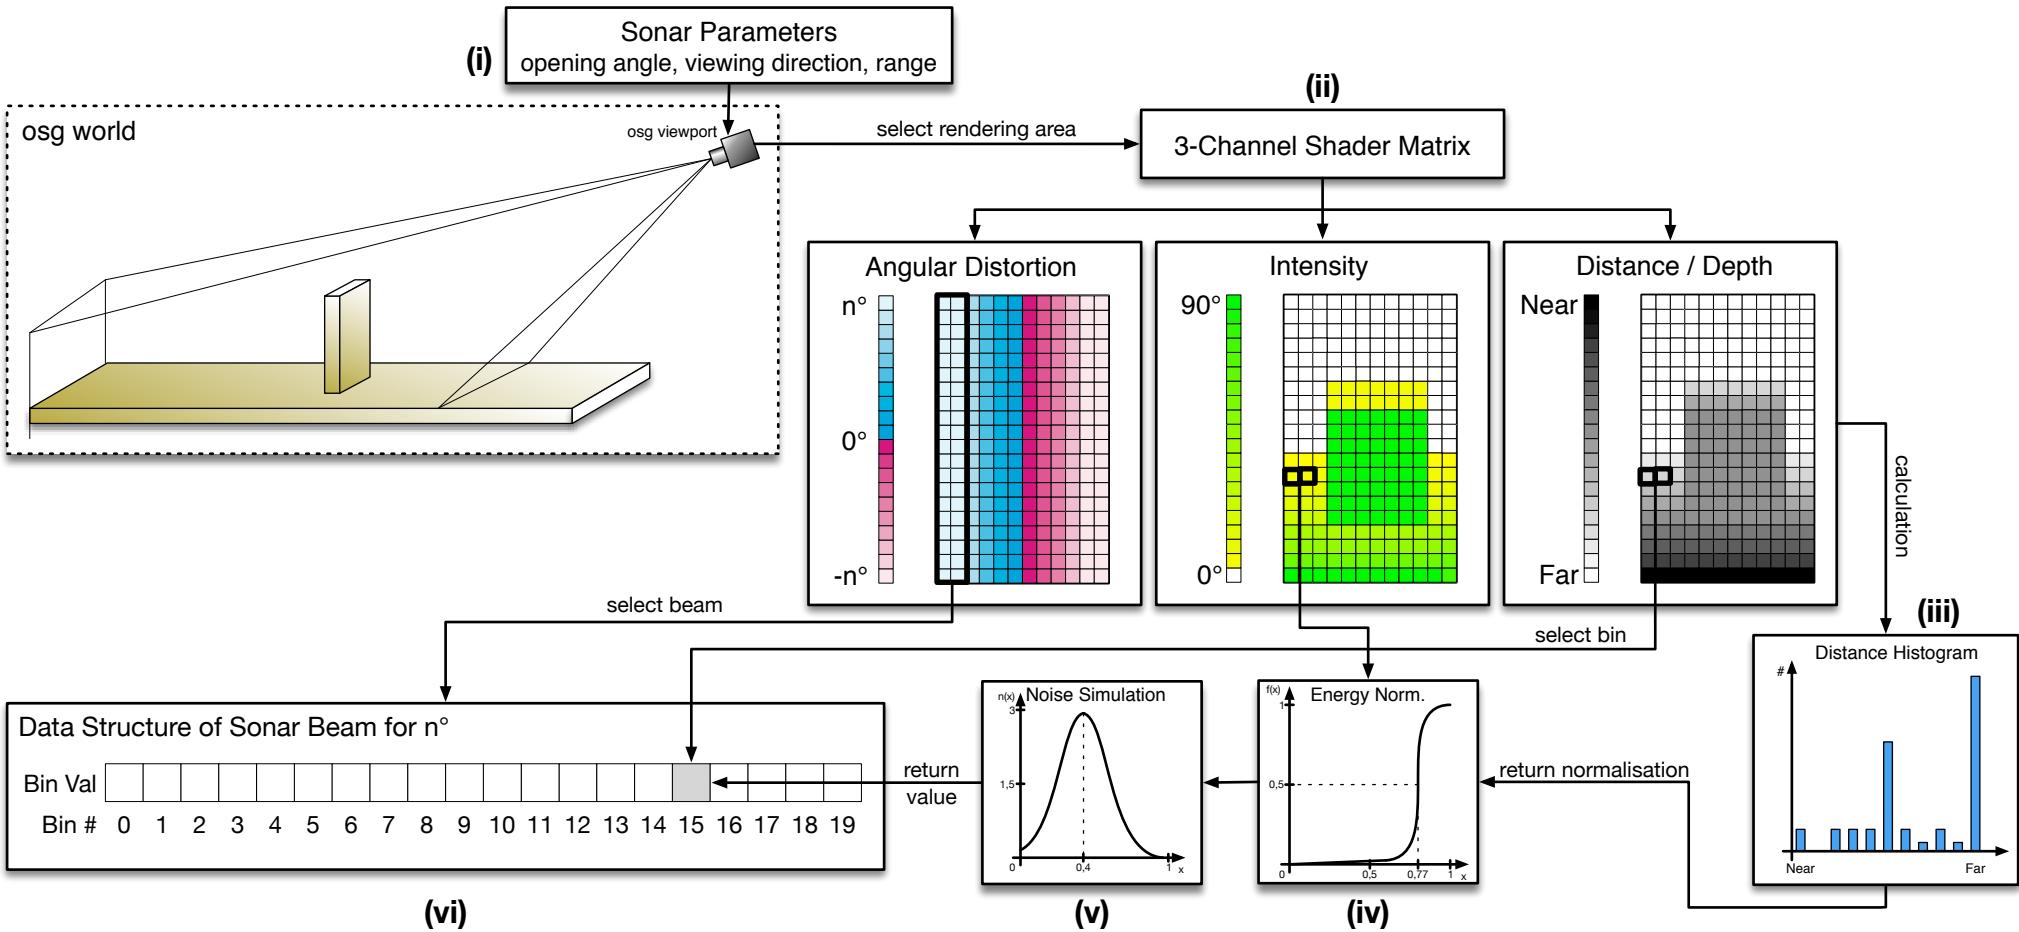 (i)
Sonar Parameters
opening angle, viewing direction, range
(ii)
osg world
osg viewport
select rendering area
3-Channel Shader Matrix
Angular Distortion
n°
0°
-n°
Intensity
90°
0°
Distance / Depth
Near
Far
calculation
select beam
select bin
(iii)
Distance Histogram
#
Near
Far
Data Structure of Sonar Beam for n°
Bin Val
Bin # 0 1 2 3 4 5 6 7 8 9 10 11 12 13 14 15 16 17 18 19
return
value
Noise Simulation
n(x)
3
1,5
0
0,4
1
x
Energy Norm.
f(x)
1
0,5
0
0,5
0,77
1
x
return normalisation
(vi)
(v)
(iv)